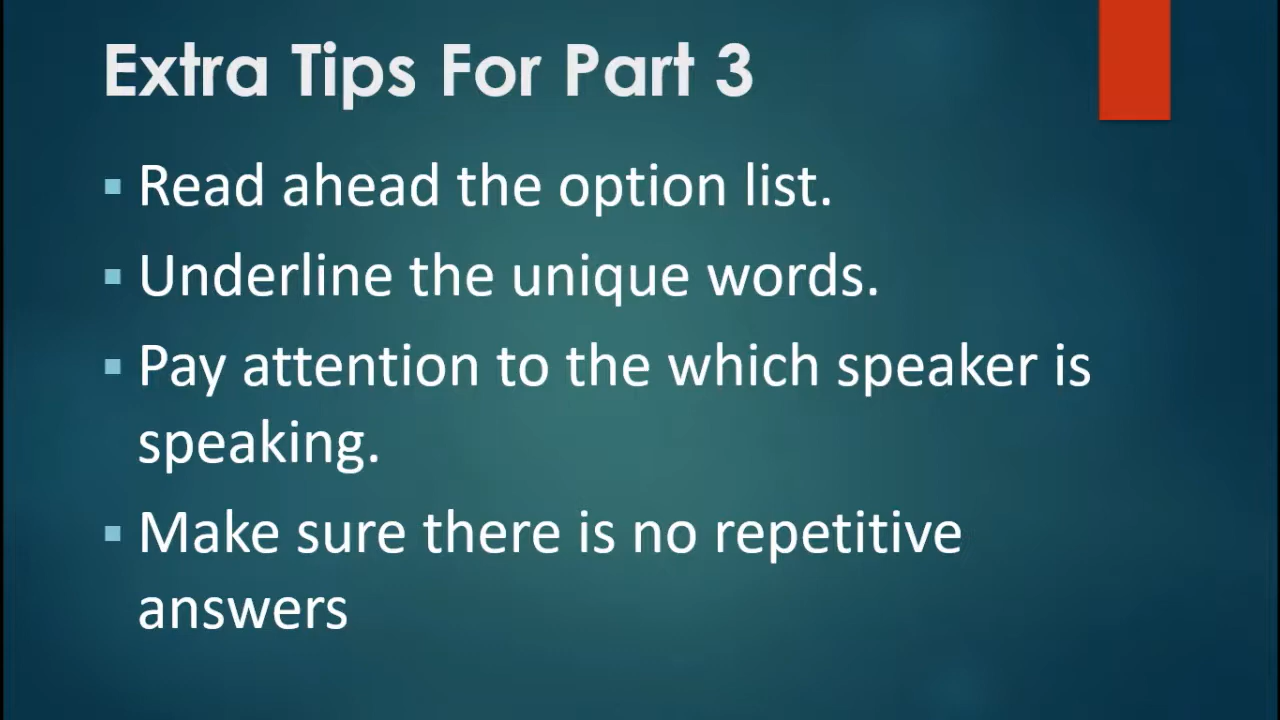 Extra Tips For Part 3
▪ Read ahead the option list.
▪ Underline the unique words.
▪ Pay attention to the which speaker is
speaking.
▪ Make sure there is no repetitive
answers